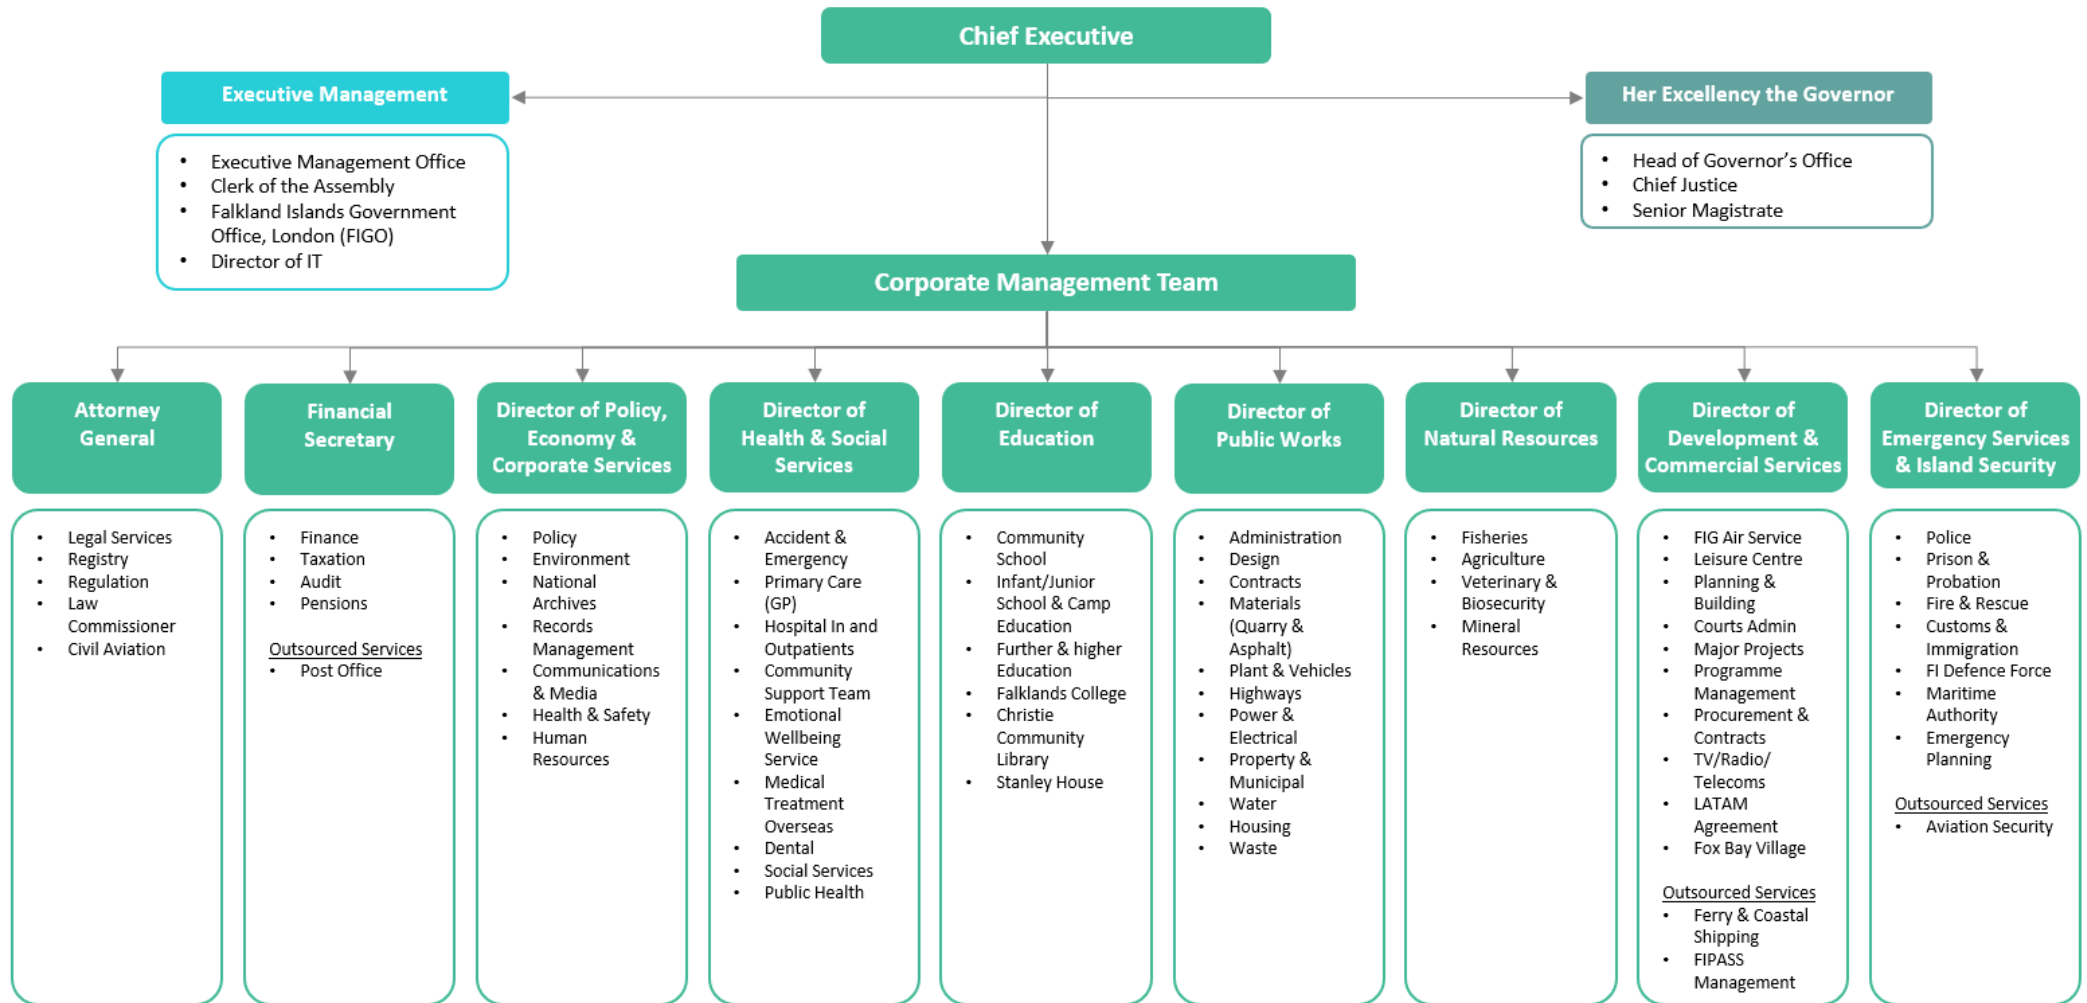 Chief Executive
Executive Management
Her Excellency the Governor
• Executive Management Office
• Clerk of the Assembly
• Falkland Islands Government
Office, London (FIGO)
• Director of IT
• Head of Governor’s Office
• Chief Justice
• Senior Magistrate
Corporate Management Team
Attorney
General
• Legal Services
• Registry
• Regulation
• Law
Commissioner
• Civil Aviation
Financial
Secretary
• Finance
• Taxation
• Audit
• Pensions
Outsourced Services
• Post Office
Director of Policy,
Economy &
Corporate Services
• Policy
• Environment
• National
Archives
• Records
Management
• Communications
& Media
• Health & Safety
• Human
Resources
Director of
Health & Social
Services
• Accident &
Emergency
• Primary Care
(GP)
• Hospital In and
Outpatients
• Community
Support Team
• Emotional
Wellbeing
Service
• Medical
Treatment
Overseas
• Dental
• Social Services
• Public Health
Director of
Education
• Community
School
• Infant/Junior
School & Camp
Education
• Further & higher
Education
• Falklands College
• Christie
Community
Library
• Stanley House
Director of
Public Works
• Administration
• Design
• Contracts
• Materials
(Quarry &
Asphalt)
• Plant & Vehicles
• Highways
• Power &
Electrical
• Property &
Municipal
• Water
• Housing
• Waste
Director of
Natural Resources
• Fisheries
• Agriculture
• Veterinary &
Biosecurity
• Mineral
Resources
Director of
Development &
Commercial Services
• FIG Air Service
• Leisure Centre
• Planning &
Building
• Courts Admin
• Major Projects
• Programme
Management
• Procurement &
Contracts
• TV/Radio/
Telecoms
• LATAM
Agreement
• Fox Bay Village
Outsourced Services
• Ferry & Coastal
Shipping
• FIPASS
Management
Director of
Emergency Services
& Island Security
• Police
• Prison &
Probation
• Fire & Rescue
• Customs &
Immigration
• FI Defence Force
• Maritime
Authority
• Emergency
Planning
Outsourced Services
• Aviation Security